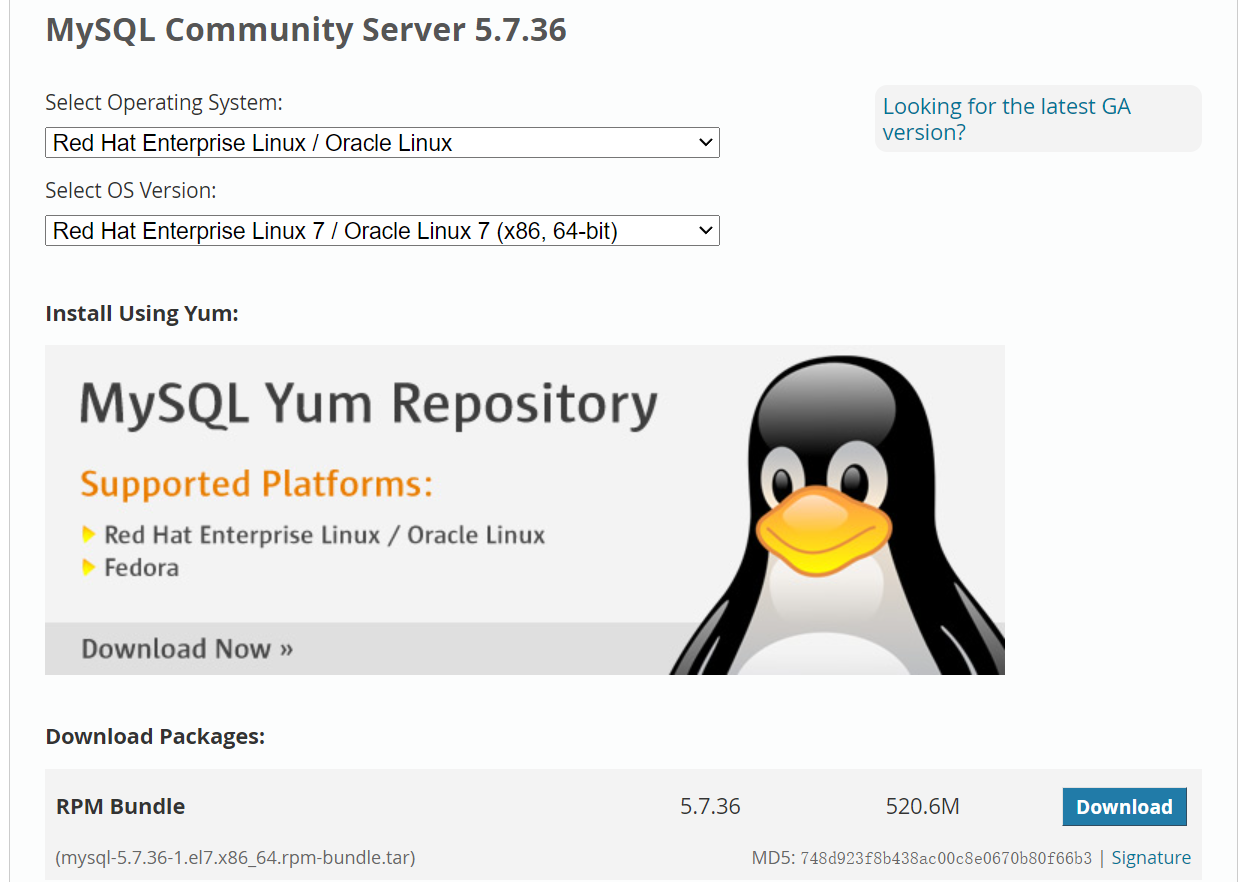 MySQL Community Server 5.7.36
Select Operating System:
Looking for the latest GA
version?
Red Hat Enterprise Linux / Oracle Linux
Select OS Version:
Red Hat Enterprise Linux 7 / Oracle Linux 7 (x86, 64-bit)
Install Using Yum:
MySQL Yum Repository
Supported Platforms:
Red Hat Enterprise Linux / Oracle Linux
Fedora
Download Now »
Download Packages:
RPM Bundle 5.7.36 520.6M Download
(mysql-5.7.36-1.el7.x86_64.rpm-bundle.tar) MD5: 748d923f8b438ac00c8e0670b80f66b3 | Signature